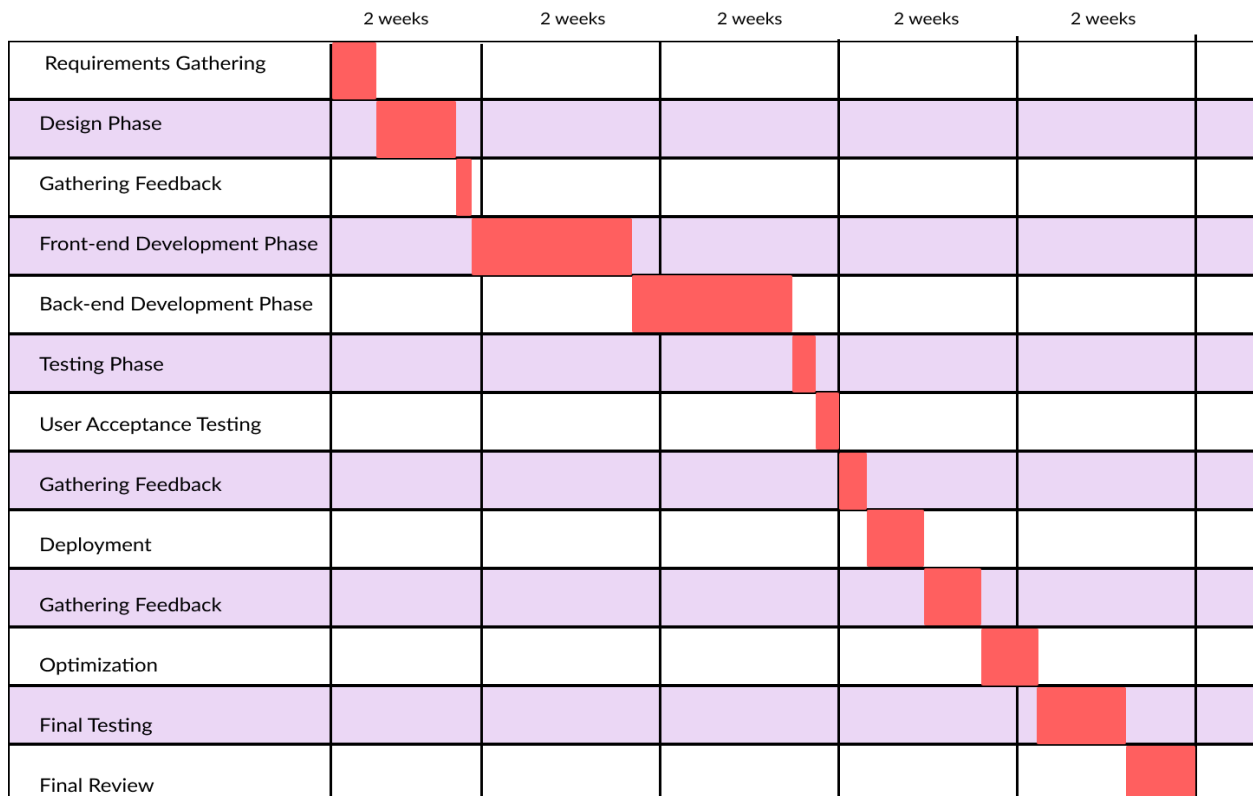 2 weeks 2 weeks 2 weeks 2 weeks 2 weeks
Requirements Gathering
Design Phase
Gathering Feedback
Front-end Development Phase
Back-end Development Phase
Testing Phase
User Acceptance Testing
Gathering Feedback
Deployment
Gathering Feedback
Optimization
Final Testing
Final Review